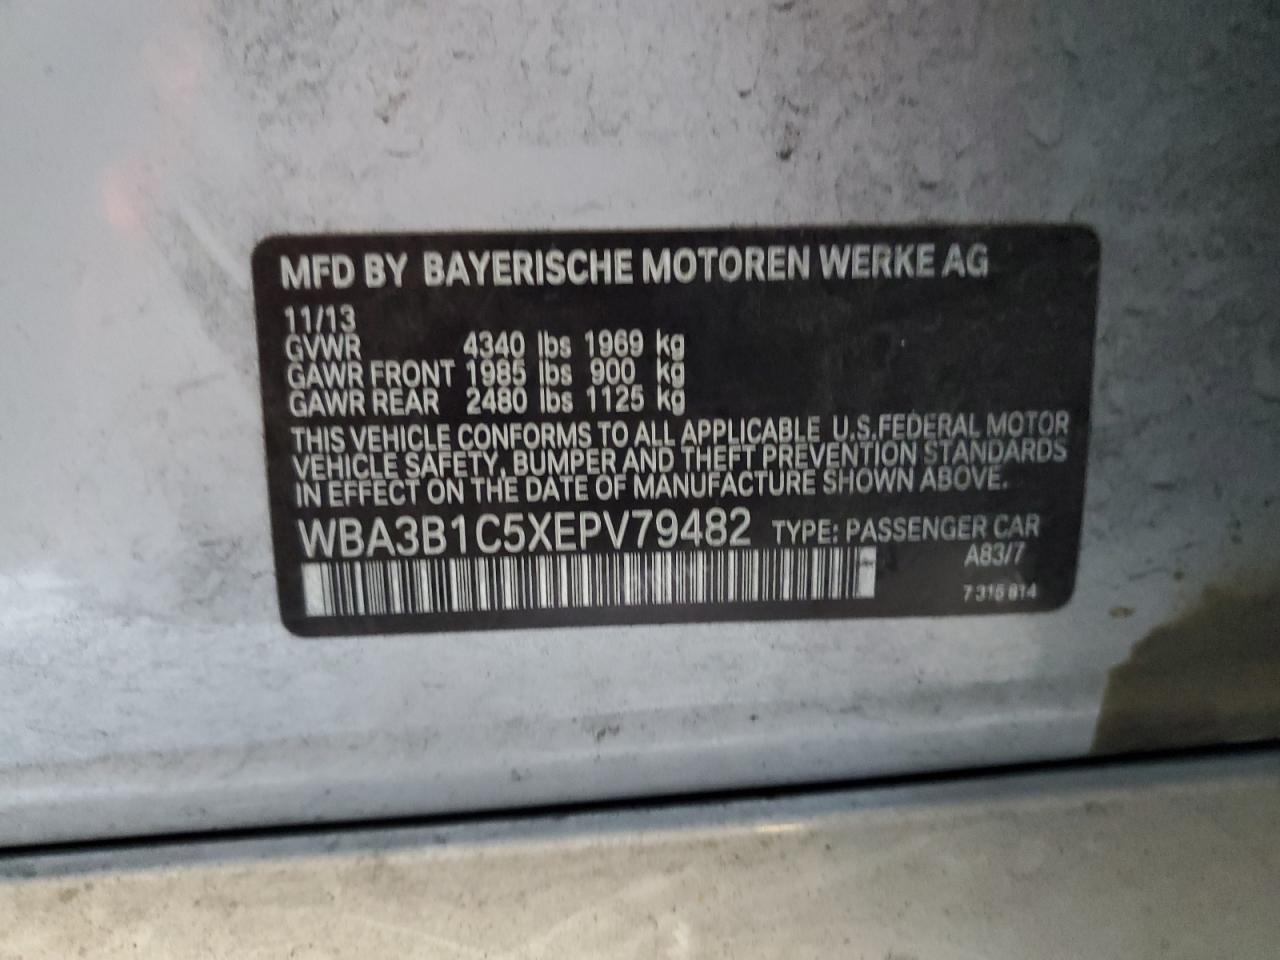 MFD BY BAYERISCHE MOTOREN WERKE AG
11/13
GVWR 4340 lbs 1969 kg
GAWR FRONT 1985 lbs 900 kg
GAWR REAR 2480 lbs 1125 kg
THIS VEHICLE CONFORMS TO ALL APPLICABLE U.S.FEDERAL MOTOR
VEHICLE SAFETY, BUMPER AND THEFT PREVENTION STANDARDS
IN EFFECT ON THE DATE OF MANUFACTURE SHOWN ABOVE.
WBA3B1C5XEPV79482 TYPE: PASSENGER CAR
A83/7
7 315 814